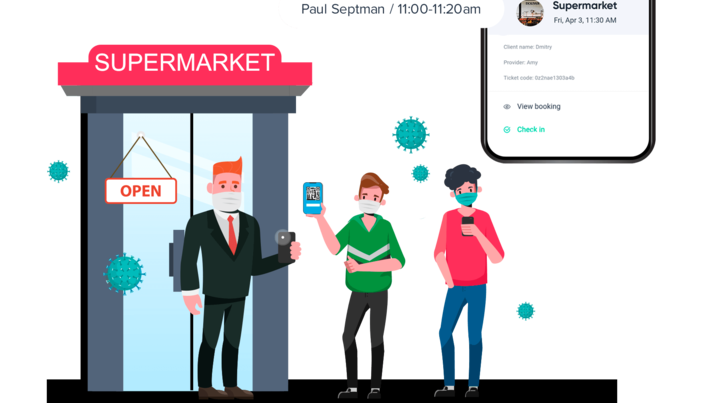 Paul Septman / 11:00-11:20am
Supermarket
Fri, Apr 3, 11:30 AM
Client name: Dmitry
Provider: Amy
Ticket code: 0z2nae1303a4b
View booking
Check in
SUPERMARKET
OPEN